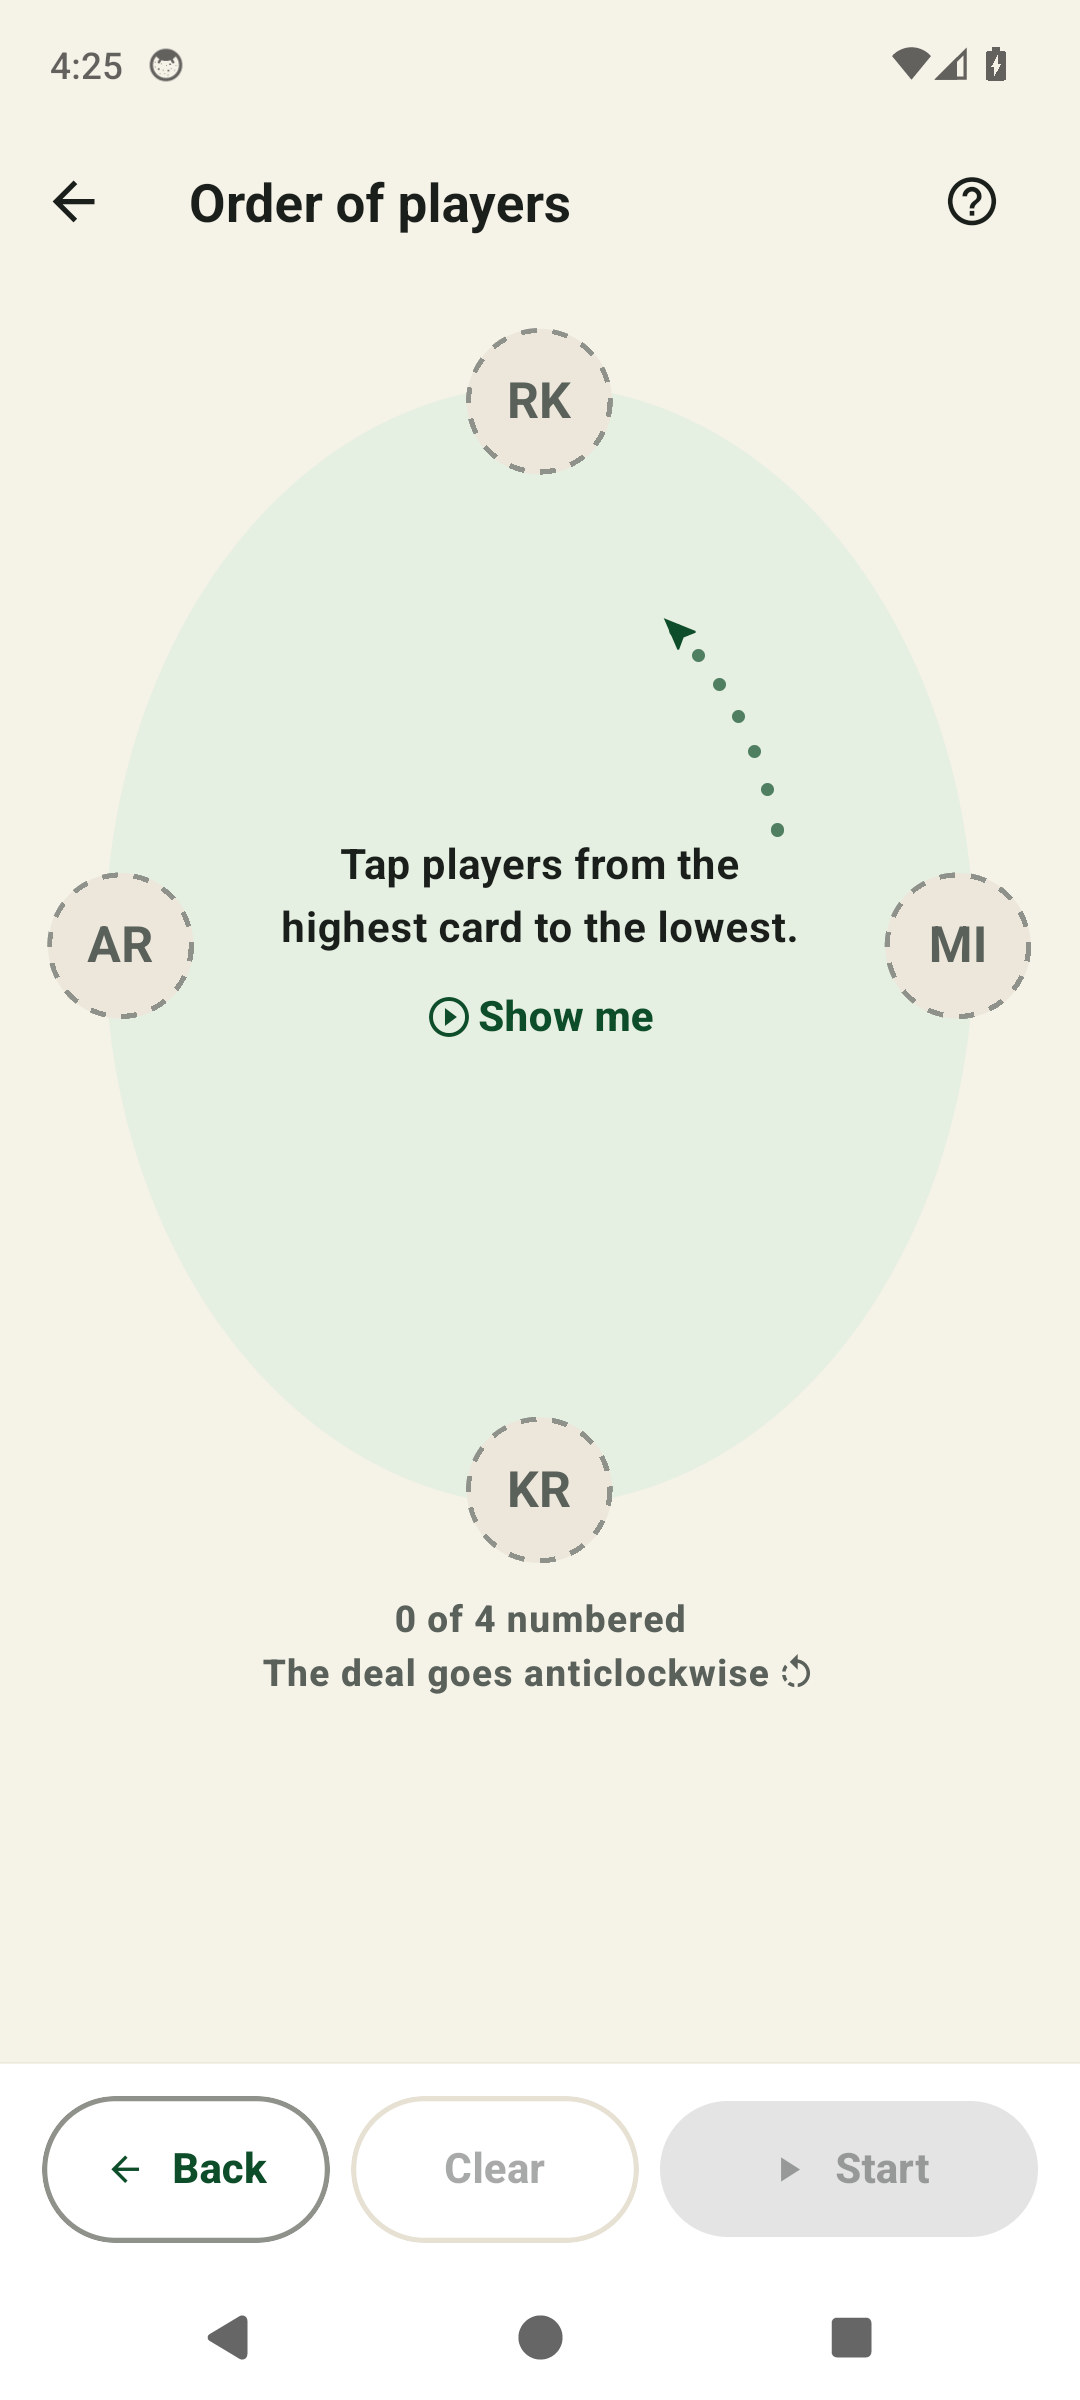 4:25
Order of players
RK
Tap players from the
highest card to the lowest.
AR
MI
Show me
KR
0 of 4 numbered
The deal goes anticlockwise
Back
Clear
Start